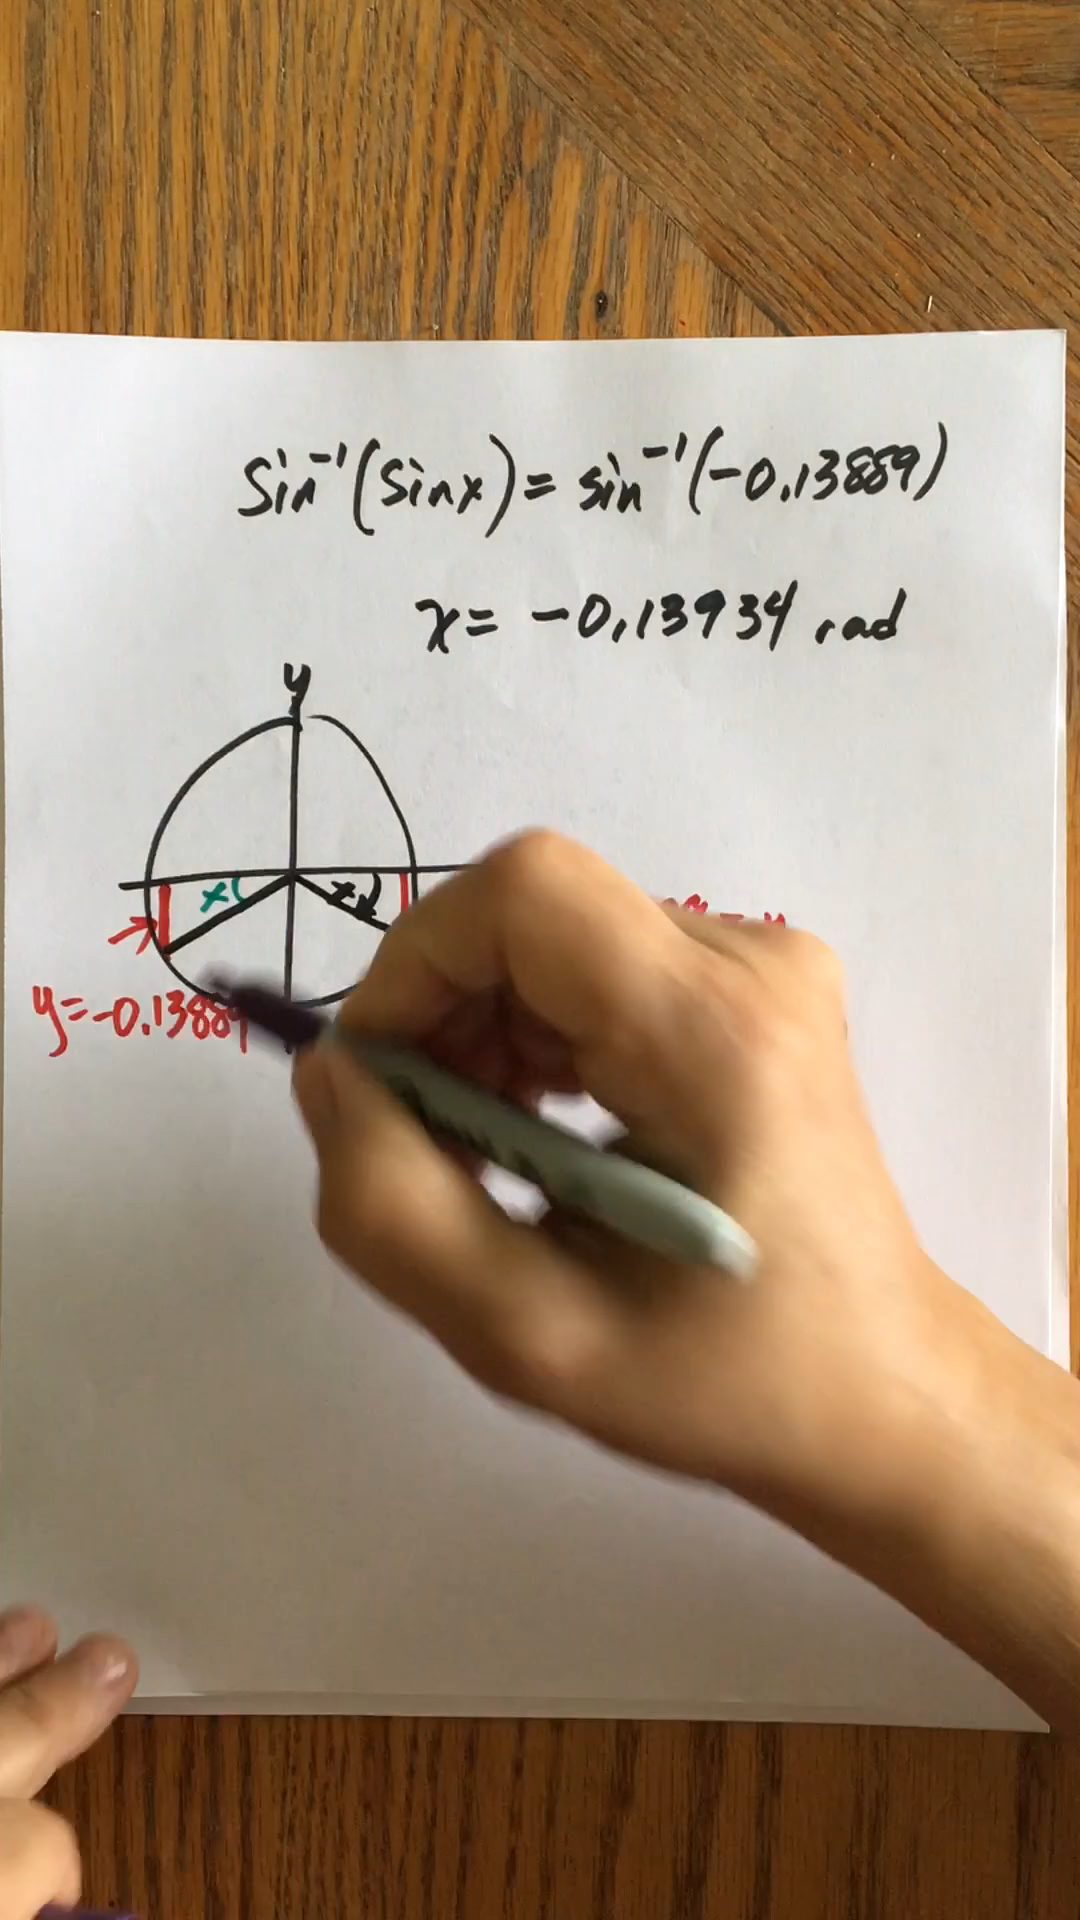 sin⁻¹(sinx) = sin⁻¹(-0.13889)
x = -0.13934 rad
y
x x
y=-0.13889